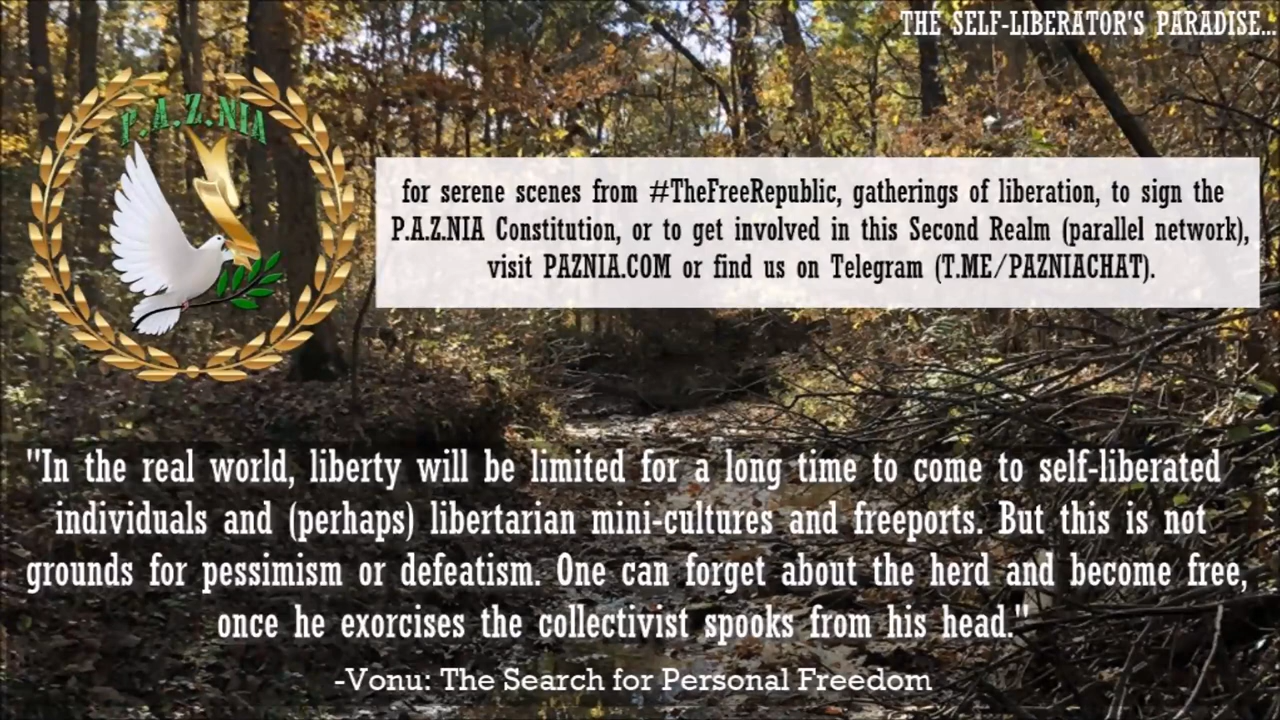 THE SELF-LIBERATOR'S PARADISE...
P.A.Z.NIA
for serene scenes from #TheFreeRepublic, gatherings of liberation, to sign the
P.A.Z.NIA Constitution, or to get involved in this Second Realm (parallel network),
visit PAZNIA.COM or find us on Telegram (T.ME/PAZNIACHAT).
"In the real world, liberty will be limited for a long time to come to self-liberated
individuals and (perhaps) libertarian mini-cultures and freeports. But this is not
grounds for pessimism or defeatism. One can forget about the herd and become free,
once he exorcises the collectivist spooks from his head."
-Vonu: The Search for Personal Freedom